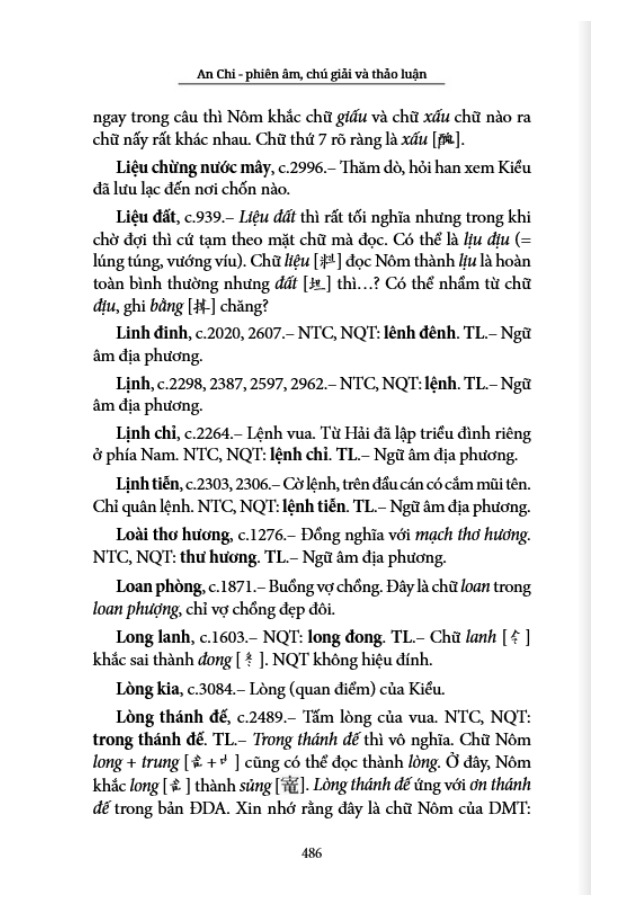 An Chi - phiên âm, chú giải và thảo luận
ngay trong câu thì Nôm khắc chữ giấu và chữ xấu chữ nào ra
chữ nấy rất khác nhau. Chữ thứ 7 rõ ràng là xấu [醜].
Liệu chừng nước mây, c.2996.– Thăm dò, hỏi han xem Kiều
đã lưu lạc đến nơi chốn nào.
Liệu đất, c.939.– Liệu đất thì rất tối nghĩa nhưng trong khi
chờ đợi thì cứ tạm theo mặt chữ mà đọc. Có thể là lịu địu (=
lúng túng, vướng víu). Chữ liệu [料] đọc Nôm thành lịu là hoàn
toàn bình thường nhưng đất [坦] thì…? Có thể nhầm từ chữ
địu, ghi bằng [] chăng?
Linh đinh, c.2020, 2607.– NTC, NQT: lênh đênh. TL.– Ngữ
âm địa phương.
Lịnh, c.2298, 2387, 2597, 2962.– NTC, NQT: lệnh. TL.– Ngữ
âm địa phương.
Lịnh chỉ, c.2264.– Lệnh vua. Từ Hải đã lập triều đình riêng
ở phía Nam. NTC, NQT: lệnh chỉ. TL.– Ngữ âm địa phương.
Lịnh tiễn, c.2303, 2306.– Cờ lệnh, trên đầu cán có cắm mũi tên.
Chỉ quân lệnh. NTC, NQT: lệnh tiễn. TL.– Ngữ âm địa phương.
Loài thơ hương, c.1276.– Đồng nghĩa với mạch thơ hương.
NTC, NQT: thư hương. TL.– Ngữ âm địa phương.
Loan phòng, c.1871.– Buồng vợ chồng. Đây là chữ loan trong
loan phượng, chỉ vợ chồng đẹp đôi.
Long lanh, c.1603.– NQT: long đong. TL.– Chữ lanh []
khắc sai thành đong []. NQT không hiệu đính.
Lòng kia, c.3084.– Lòng (quan điểm) của Kiều.
Lòng thánh đế, c.2489.– Tấm lòng của vua. NTC, NQT:
trong thánh đế. TL.– Trong thánh đế thì vô nghĩa. Chữ Nôm
long + trung [ + ] cũng có thể đọc thành lòng. Ở đây, Nôm
khắc long [] thành sủng []. Lòng thánh đế ứng với ơn thánh
đế trong bản ĐDA. Xin nhớ rằng đây là chữ Nôm của DMT:
486